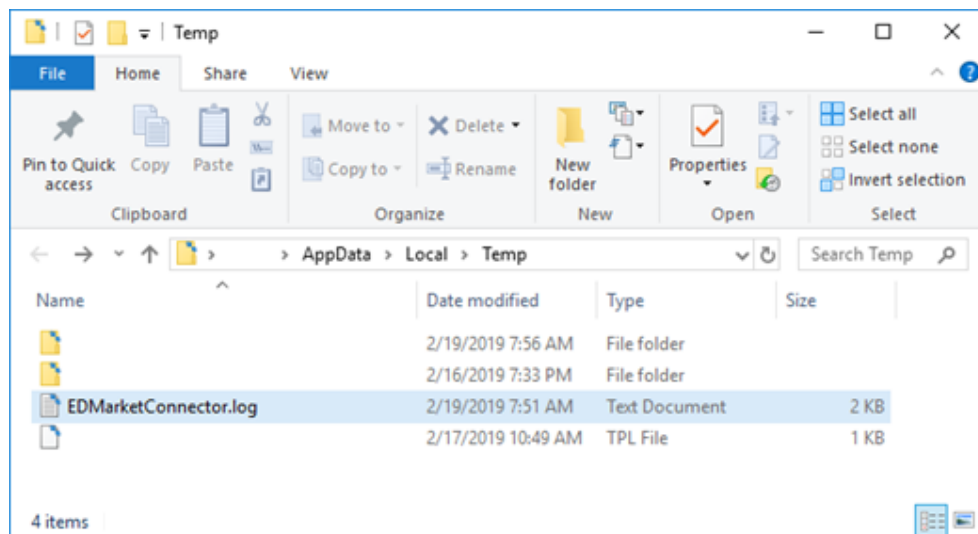 Temp
File Home Share View
Pin to Quick access
Copy
Paste
Move to
Copy to
Delete
Rename
New folder
Properties
Select all
Select none
Invert selection
Clipboard Organize New Open Select
AppData > Local > Temp
Search Temp
Name Date modified Type Size
2/19/2019 7:56 AM File folder
2/16/2019 7:33 PM File folder
EDMarketConnector.log 2/19/2019 7:51 AM Text Document 2 KB
2/17/2019 10:49 AM TPL File 1 KB
4 items